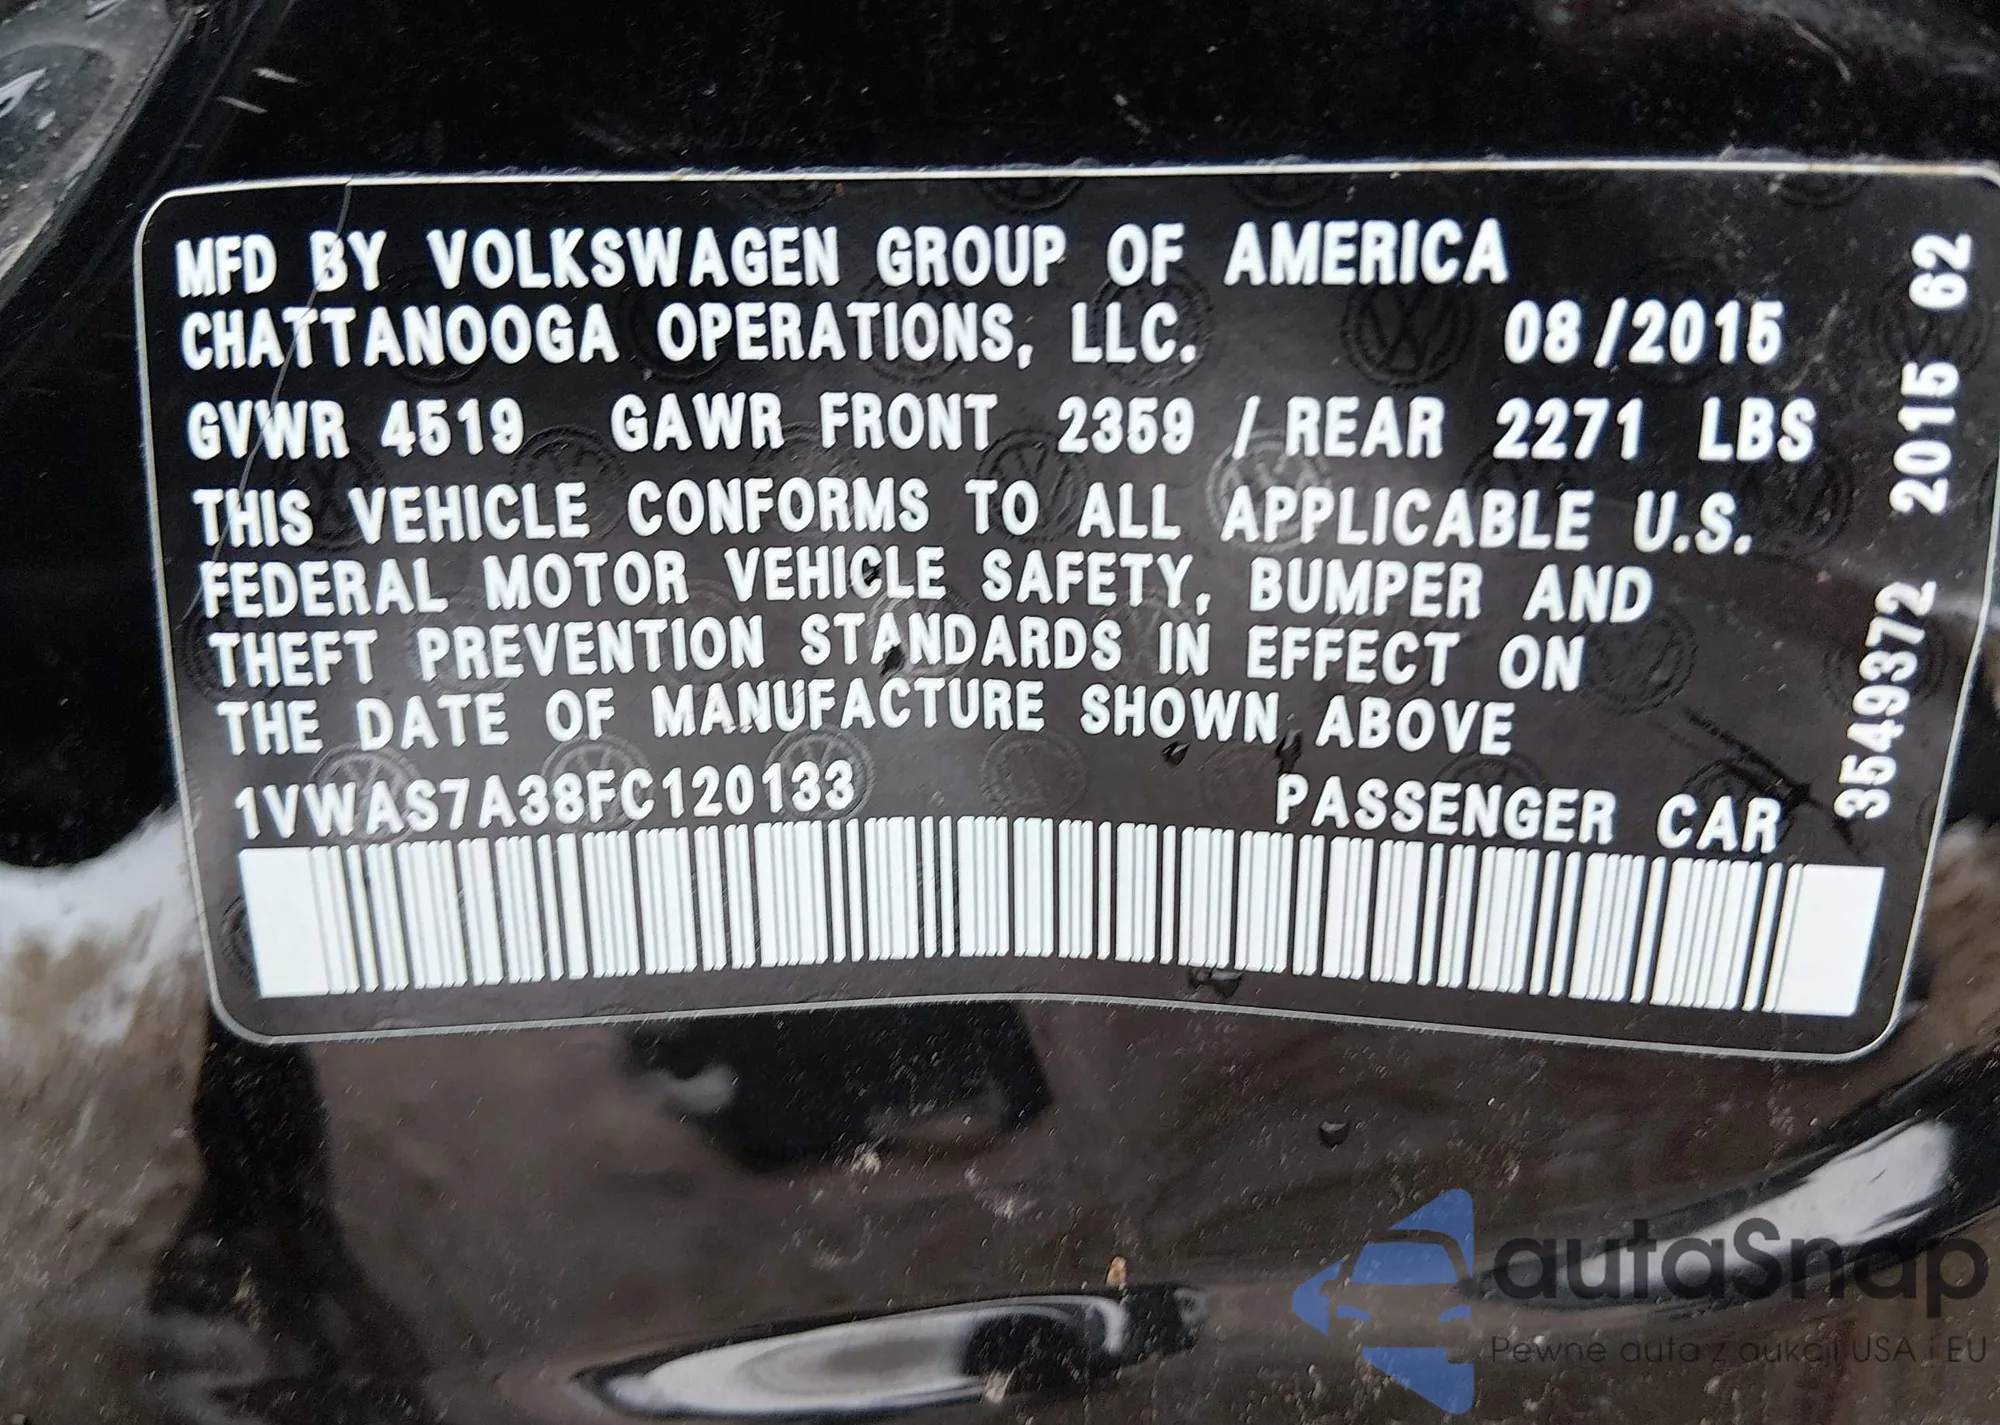 MFD BY VOLKSWAGEN GROUP OF AMERICA
CHATTANOOGA OPERATIONS, LLC. 08/2015
GVWR 4519 GAWR FRONT 2359 / REAR 2271 LBS
THIS VEHICLE CONFORMS TO ALL APPLICABLE U.S.
FEDERAL MOTOR VEHICLE SAFETY, BUMPER AND
THEFT PREVENTION STANDARDS IN EFFECT ON
THE DATE OF MANUFACTURE SHOWN ABOVE
1VWAS7A38FC120133 PASSENGER CAR
3549372 2015 62
autaSnap
Pewne auta z aukcji USA i EU